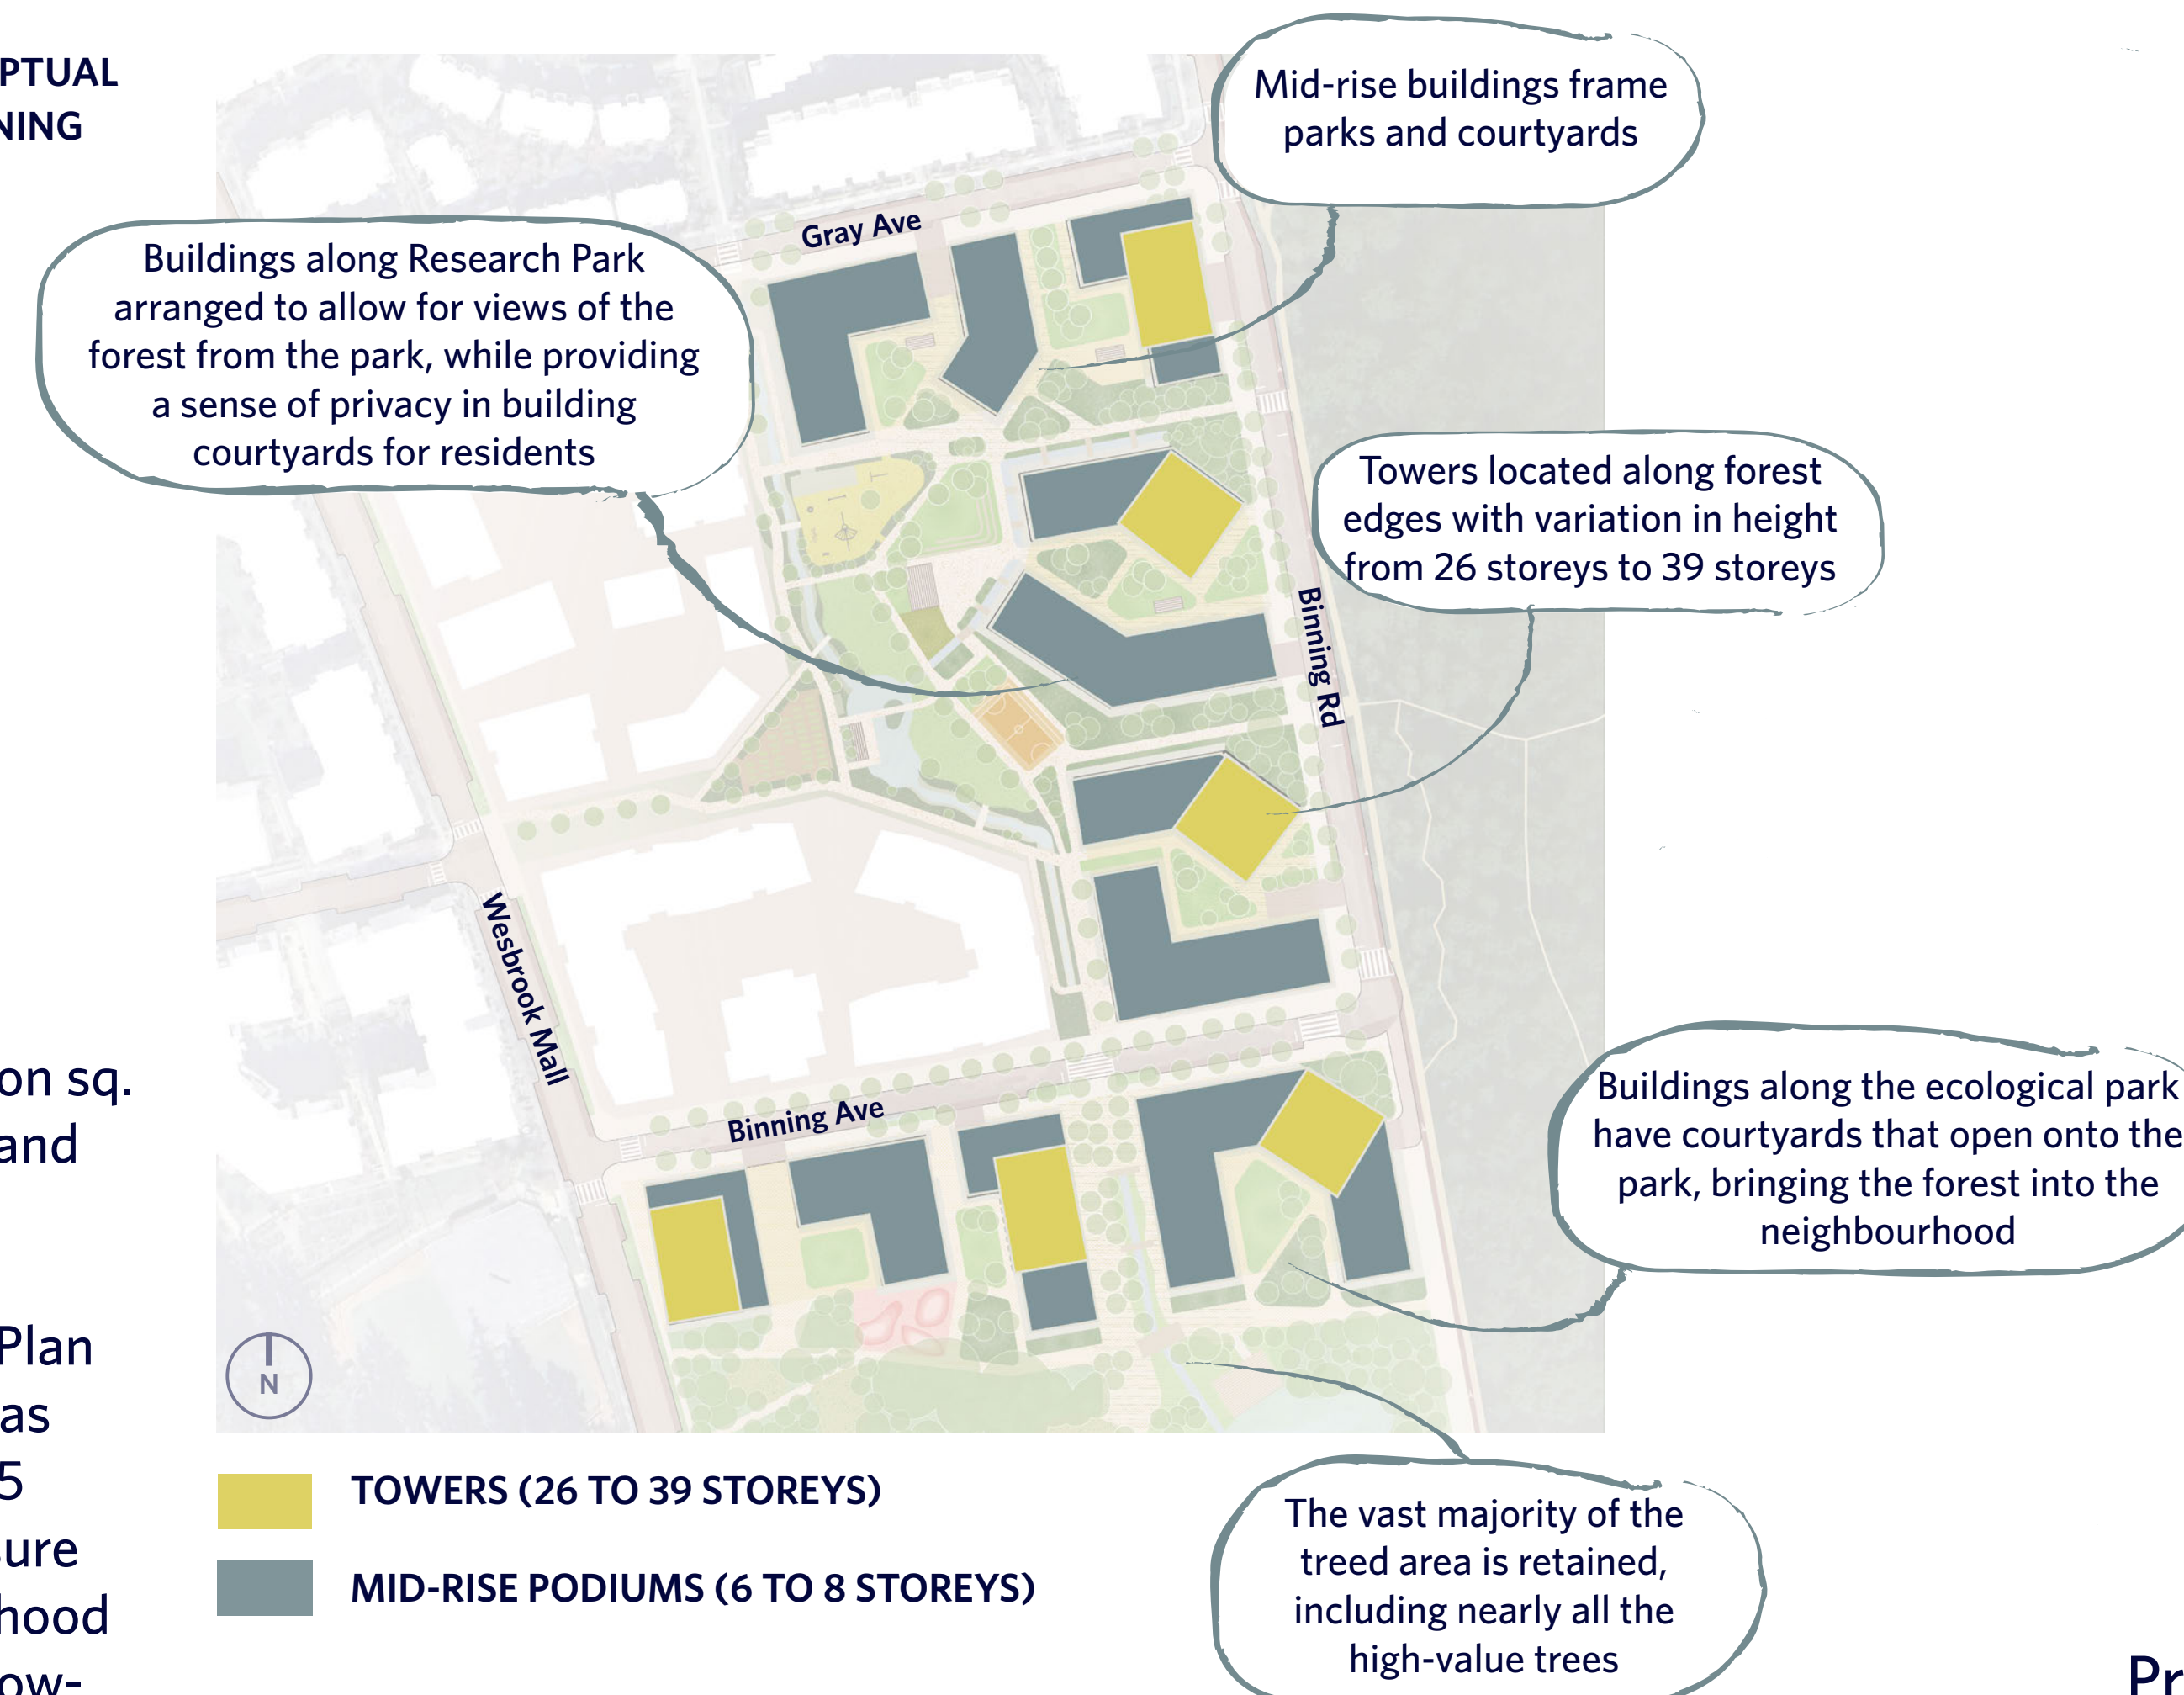 PTUAL
NING
on sq.
and
Plan
as
5
sure
hood
ow-
Mid-rise buildings frame
parks and courtyards
Buildings along Research Park
arranged to allow for views of the
forest from the park, while providing
a sense of privacy in building
courtyards for residents
Gray Ave
Towers located along forest
edges with variation in height
from 26 storeys to 39 storeys
Binning Rd
Wesbrook Mall
Binning Ave
Buildings along the ecological park
have courtyards that open onto the
park, bringing the forest into the
neighbourhood
N
TOWERS (26 TO 39 STOREYS)
MID-RISE PODIUMS (6 TO 8 STOREYS)
The vast majority of the
treed area is retained,
including nearly all the
high-value trees
Pr